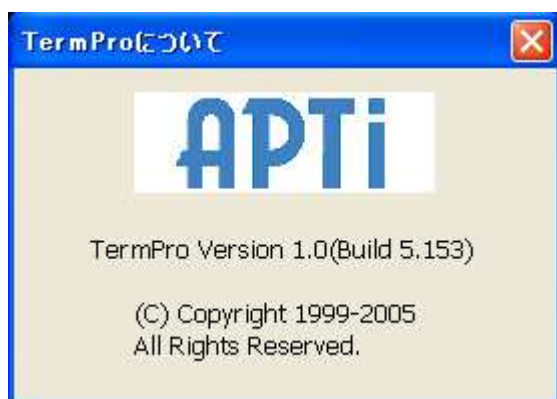 TermProについて
APTi
TermPro Version 1.0(Build 5.153)
(C) Copyright 1999-2005
All Rights Reserved.